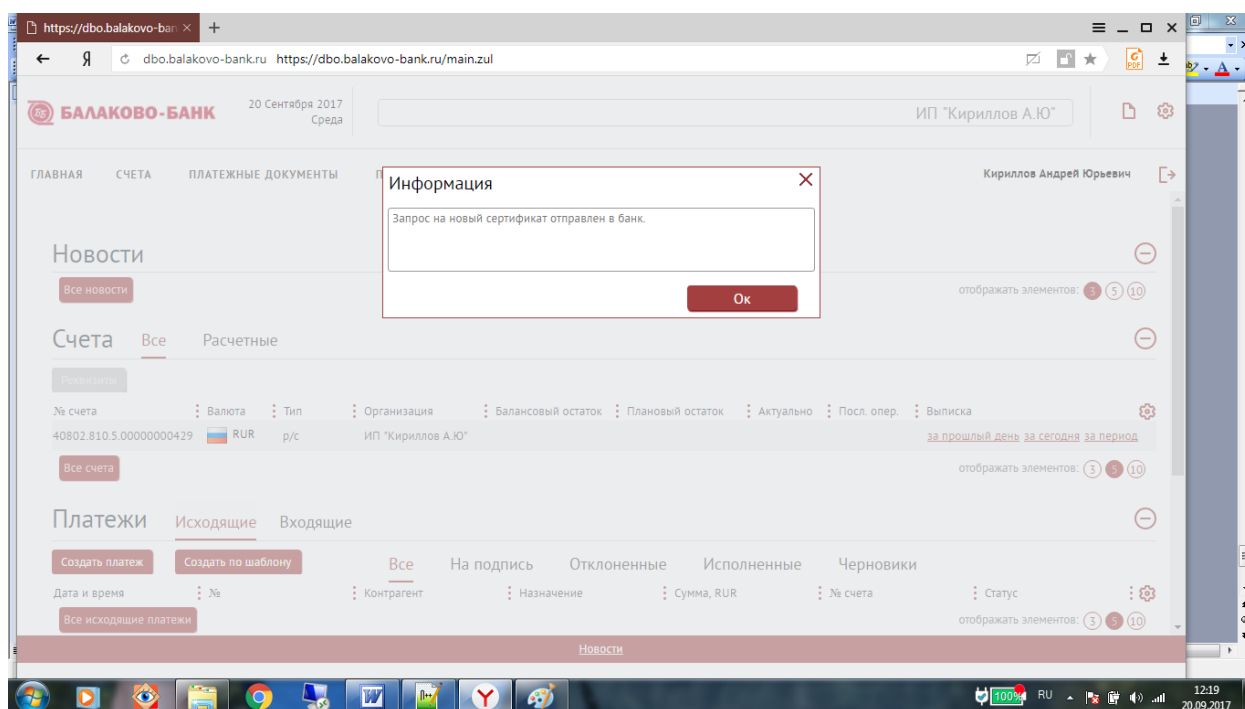 https://dbo.balakovo-ban
Я dbo.balakovo-bank.ru https://dbo.balakovo-bank.ru/main.zul
PDF
ББ БАЛАКОВО-БАНК
20 Сентября 2017
Среда
ИП "Кириллов А.Ю"
ГЛАВНАЯ СЧЕТА ПЛАТЕЖНЫЕ ДОКУМЕНТЫ П
Кириллов Андрей Юрьевич
Информация
Запрос на новый сертификат отправлен в банк.
Ок
Новости
Все новости
отображать элементов: 3 5 10
Счета Все Расчетные
Реквизиты
№ счета Валюта Тип Организация Балансовый остаток Плановый остаток Актуально Посл. опер. Выписка
40802.810.5.00000000429 RUR р/с ИП "Кириллов А.Ю" за прошлый день за сегодня за период
Все счета
отображать элементов: 3 5 10
Платежи Исходящие Входящие
Создать платеж Создать по шаблону Все На подпись Отклоненные Исполненные Черновики
Дата и время № Контрагент Назначение Сумма, RUR № счета Статус
Все исходящие платежи
отображать элементов: 3 5 10
Новости
100% RU 12:19
20.09.2017